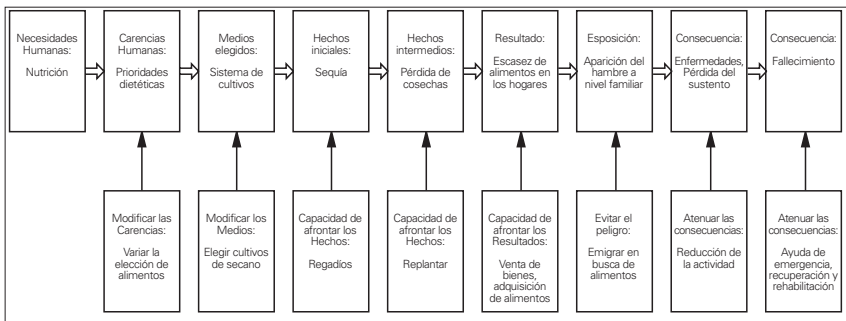 Necesidades
Humanas:
Nutrición
Carencias
Humanas:
Prioridades
dietéticas
Medios
elegidos:
Sistema de
cultivos
Hechos
iniciales:
Sequía
Hechos
intermedios:
Pérdida de
cosechas
Resultado:
Escasez de
alimentos en
los hogares
Exposición:
Aparición del
hambre a
nivel familiar
Consecuencia:
Enfermedades,
Pérdida del
sustento
Consecuencia:
Fallecimiento
Modificar las
Carencias:
Variar la
elección de
alimentos
Modificar los
Medios:
Elegir cultivos
de secano
Capacidad de
afrontar los
Hechos:
Regadíos
Capacidad de
afrontar los
Hechos:
Replantar
Capacidad de
afrontar los
Resultados:
Venta de
bienes,
adquisición
de alimentos
Evitar el
peligro:
Emigrar en
busca de
alimentos
Atenuar las
consecuencias:
Reducción de
la actividad
Atenuar las
consecuencias:
Ayuda de
emergencia,
recuperación y
rehabilitación